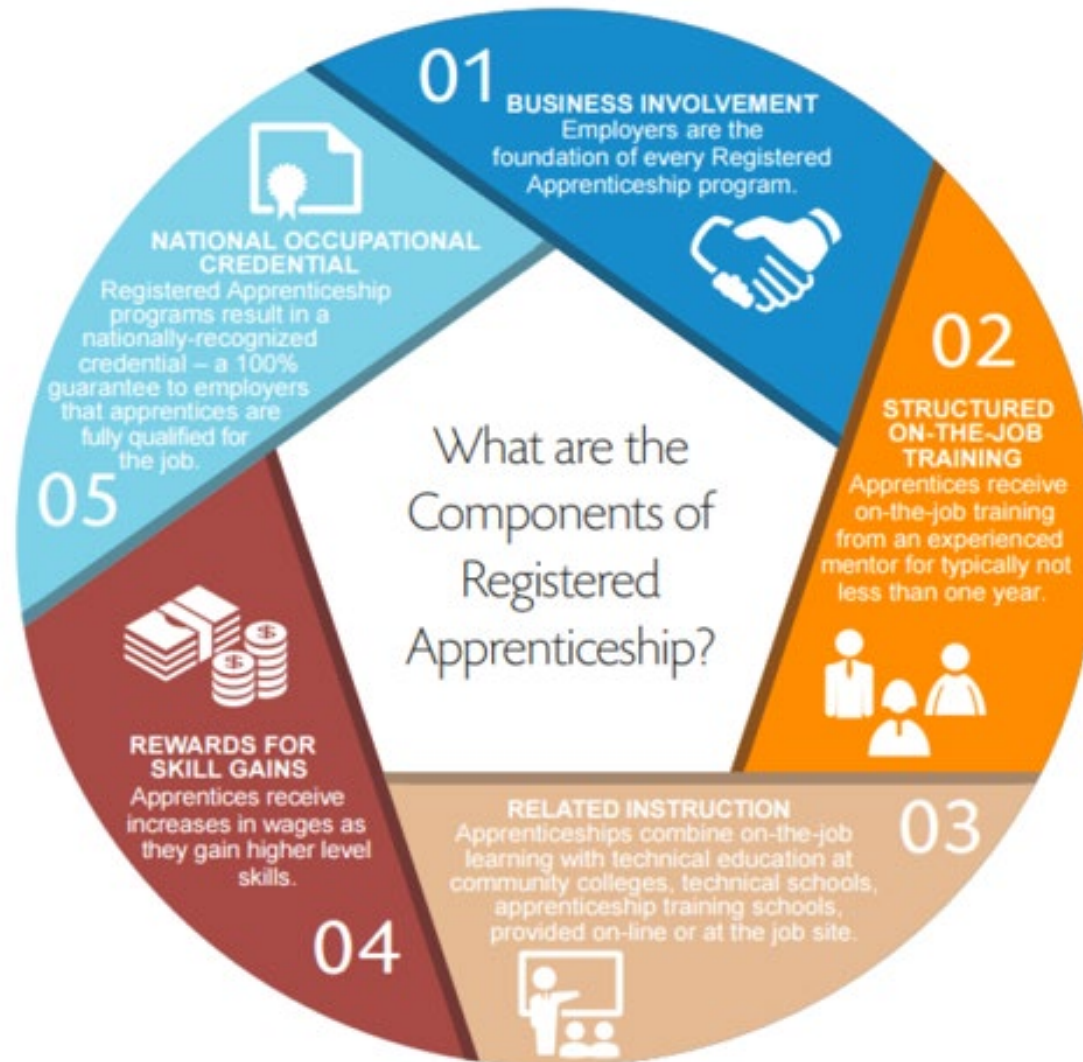 What are the
Components of
Registered
Apprenticeship?
01
BUSINESS INVOLVEMENT
Employers are the
foundation of every Registered
Apprenticeship program.
02
STRUCTURED
ON-THE-JOB
TRAINING
Apprentices receive
on-the-job training
from an experienced
mentor for typically not
less than one year.
03
RELATED INSTRUCTION
Apprenticeships combine on-the-job
learning with technical education at
community colleges, technical schools,
apprenticeship training schools,
provided on-line or at the job site.
04
REWARDS FOR
SKILL GAINS
Apprentices receive
increases in wages as
they gain higher level
skills.
05
NATIONAL OCCUPATIONAL
CREDENTIAL
Registered Apprenticeship
programs result in a
nationally-recognized
credential – a 100%
guarantee to employers
that apprentices are
fully qualified for
the job.
$
$